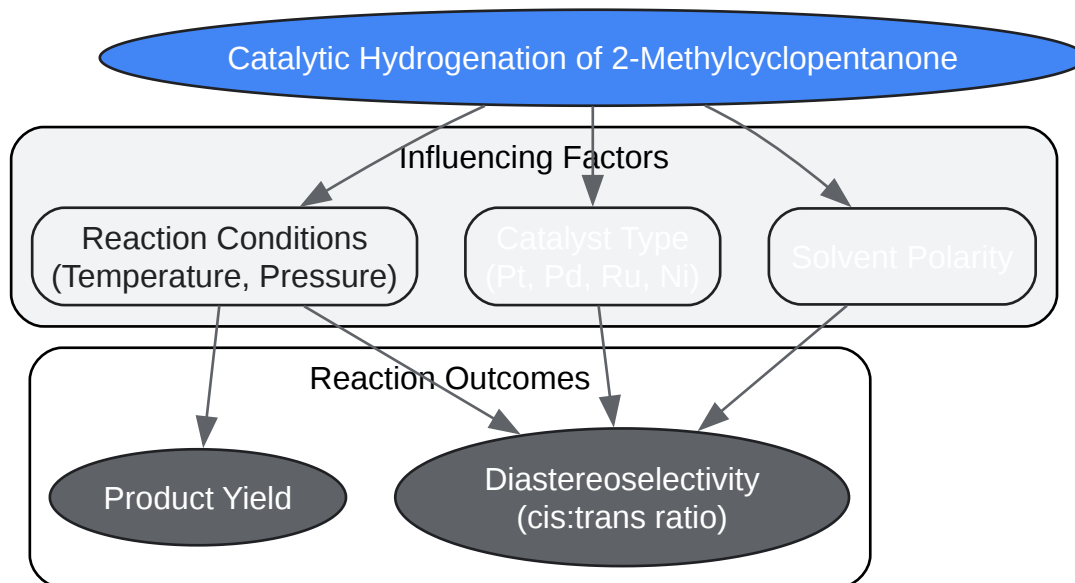 Catalytic Hydrogenation of 2-Methylcyclopentanone
Influencing Factors
Reaction Conditions
(Temperature, Pressure)
Catalyst Type
(Pt, Pd, Ru, Ni)
Solvent Polarity
Reaction Outcomes
Product Yield
Diastereoselectivity
(cis:trans ratio)